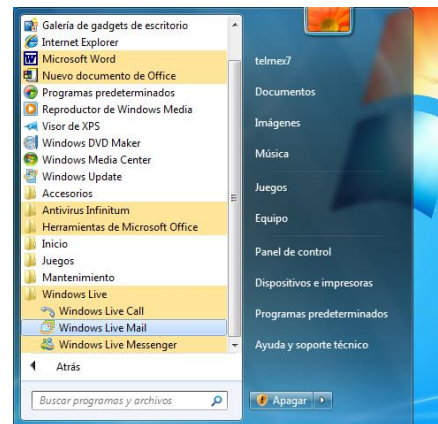 Galería de gadgets de escritorio
Internet Explorer
Microsoft Word
Nuevo documento de Office
Programas predeterminados
Reproductor de Windows Media
Visor de XPS
Windows DVD Maker
Windows Media Center
Windows Update
Accesorios
Antivirus Infinitum
Herramientas de Microsoft Office
Inicio
Juegos
Mantenimiento
Windows Live
Windows Live Call
Windows Live Mail
Windows Live Messenger
Atrás
Buscar programas y archivos
telmex7
Documentos
Imágenes
Música
Juegos
Equipo
Panel de control
Dispositivos e impresoras
Programas predeterminados
Ayuda y soporte técnico
Apagar